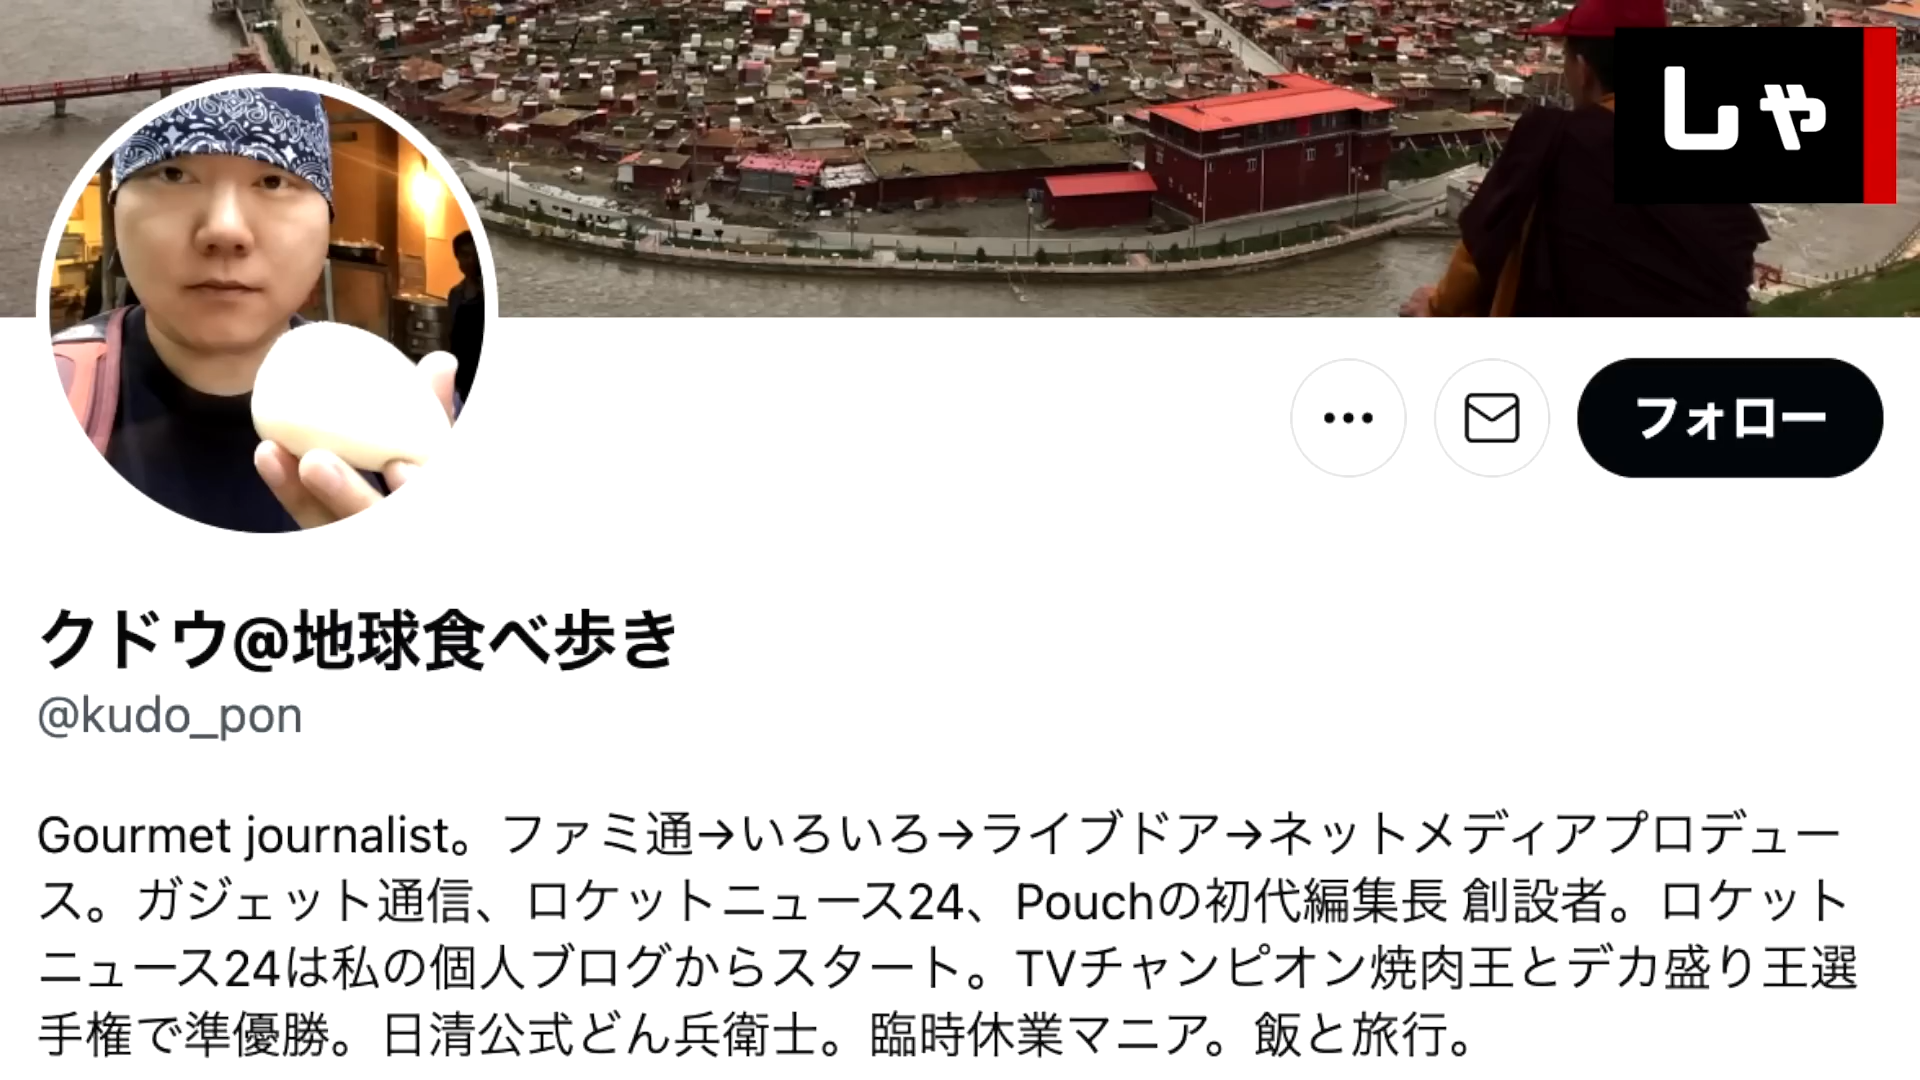 しゃ
フォロー
クドウ@地球食べ歩き
@kudo_pon
Gourmet journalist。ファミ通→いろいろ→ライブドア→ネットメディアプロデュー
ス。ガジェット通信、ロケットニュース24、Pouchの初代編集長 創設者。ロケット
ニュース24は私の個人ブログからスタート。TVチャンピオン焼肉王とデカ盛り王選
手権で準優勝。日清公式どん兵衛士。臨時休業マニア。飯と旅行。